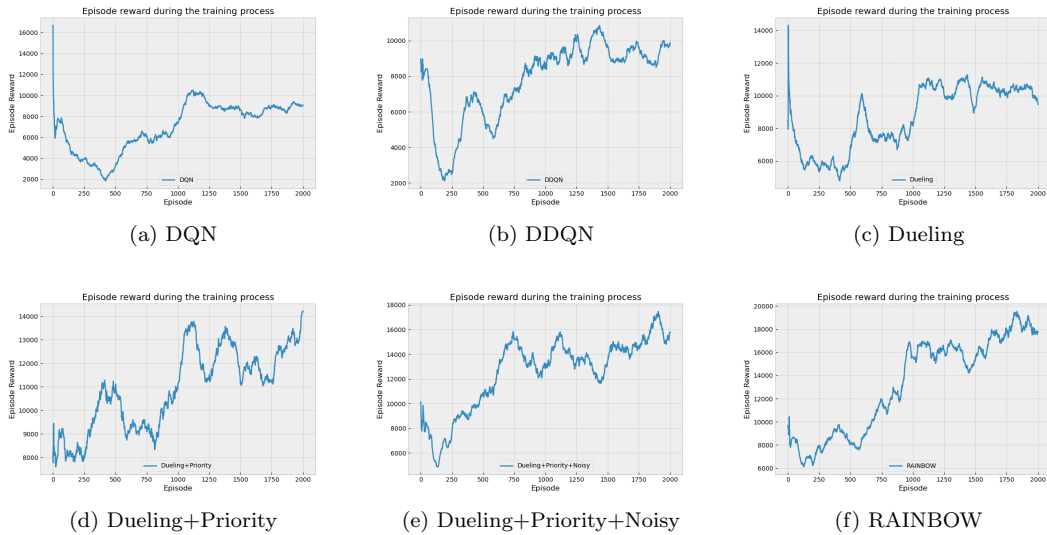 Episode reward during the training process
Episode Reward
16000
14000
12000
10000
8000
6000
4000
2000
DQN
0 250 500 750 1000 1250 1500 1750 2000
Episode
(a) DQN
Episode reward during the training process
Episode Reward
10000
8000
6000
4000
2000
DDQN
0 250 500 750 1000 1250 1500 1750 2000
Episode
(b) DDQN
Episode reward during the training process
Episode Reward
14000
12000
10000
8000
6000
Dueling
0 250 500 750 1000 1250 1500 1750 2000
Episode
(c) Dueling
Episode reward during the training process
Episode Reward
14000
13000
12000
11000
10000
9000
8000
Dueling+Priority
0 250 500 750 1000 1250 1500 1750 2000
Episode
(d) Dueling+Priority
Episode reward during the training process
Episode Reward
18000
16000
14000
12000
10000
8000
6000
Dueling+Priority+Noisy
0 250 500 750 1000 1250 1500 1750 2000
Episode
(e) Dueling+Priority+Noisy
Episode reward during the training process
Episode Reward
20000
18000
16000
14000
12000
10000
8000
6000
RAINBOW
0 250 500 750 1000 1250 1500 1750 2000
Episode
(f) RAINBOW